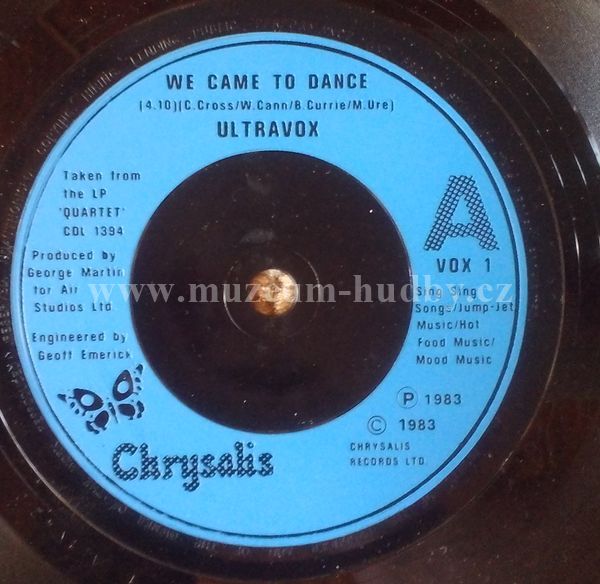 WE CAME TO DANCE
(4.10)(C.Cross/W.Cann/B.Currie/M.Ure)
ULTRAVOX
Taken from
the LP
'QUARTET'
CDL 1394
Produced by
George Martin
for Air
Studios Ltd.
Engineered by
Geoff Emerick
A
VOX 1
Sing Sing
Songs/Jump-Jet
Music/Hot
Food Music/
Mood Music
P 1983
© 1983
CHRYSALIS
RECORDS LTD.
Chrysalis
www.muzeum-hudby.cz